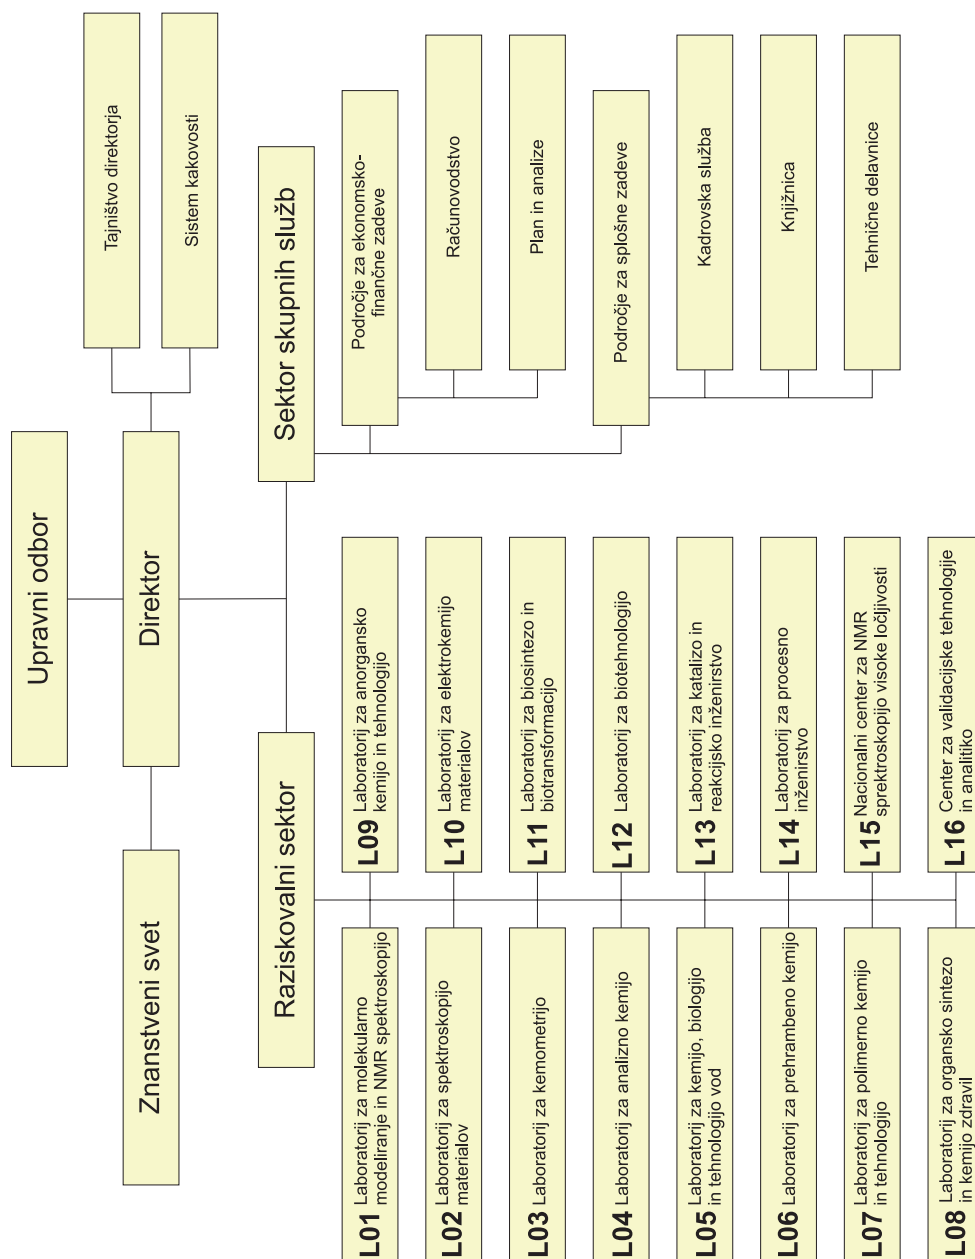 Upravni odbor
Znanstveni svet
Direktor
Tajništvo direktorja
Sistem kakovosti
Raziskovalni sektor
Sektor skupnih služb
L01 Laboratorij za molekularno
modeliranje in NMR spektroskopijo
L02 Laboratorij za spektroskopijo
materialov
L03 Laboratorij za kemometrijo
L04 Laboratorij za analizno kemijo
L05 Laboratorij za kemijo, biologijo
in tehnologijo vod
L06 Laboratorij za prehrambeno kemijo
L07 Laboratorij za polimerno kemijo
in tehnologijo
L08 Laboratorij za organsko sintezo
in kemijo zdravil
L09 Laboratorij za anorgansko
kemijo in tehnologijo
L10 Laboratorij za elektrokemijo
materialov
L11 Laboratorij za biosintezo in
biotransformacijo
L12 Laboratorij za biotehnologijo
L13 Laboratorij za katalizo in
reakcijsko inženirstvo
L14 Laboratorij za procesno
inženirstvo
L15 Nacionalni center za NMR
sprektroskopijo visoke ločljivosti
L16 Center za validacijske tehnologije
in analitiko
Področje za ekonomsko-
finančne zadeve
Računovodstvo
Plan in analize
Področje za splošne zadeve
Kadrovska služba
Knjižnica
Tehnične delavnice